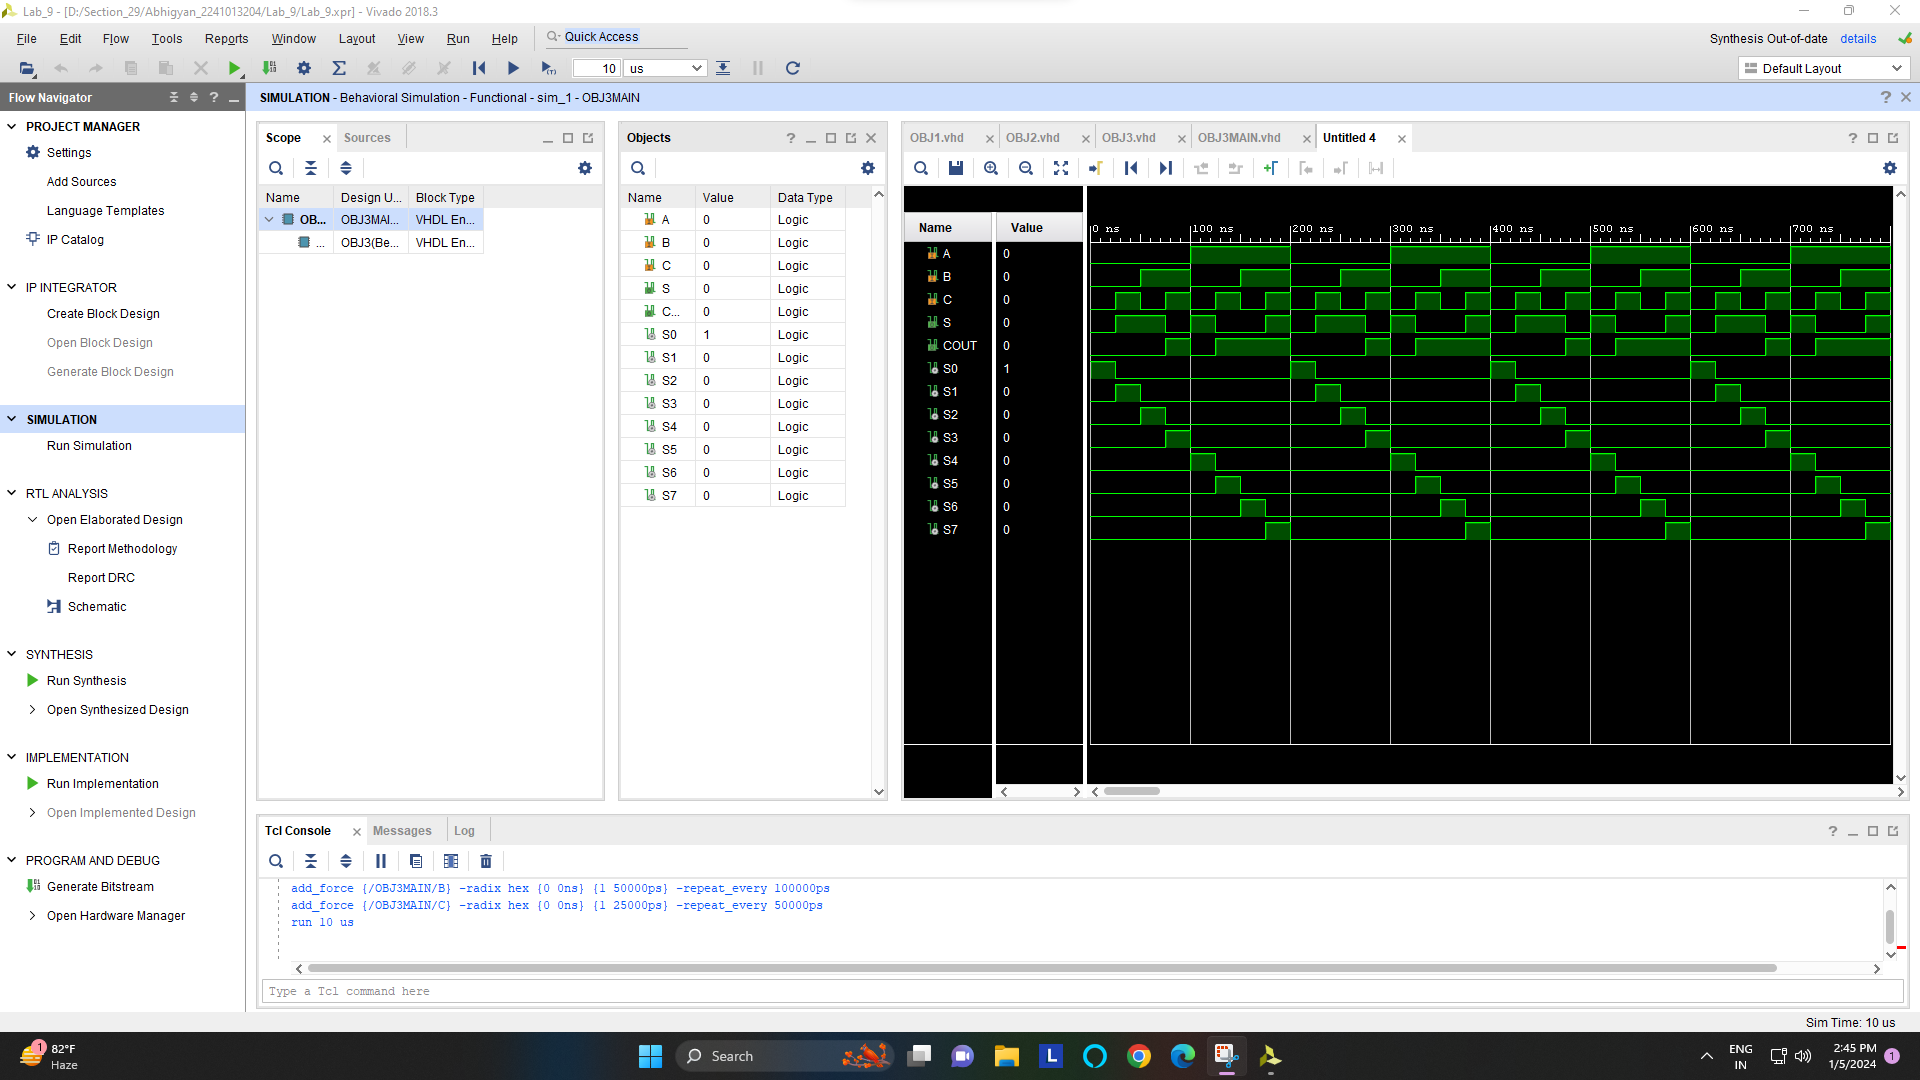 Lab_9 - [D:/Section_29/Abhigyan_2241013204/Lab_9/Lab_9.xpr] - Vivado 2018.3
File Edit Flow Tools Reports Window Layout View Run Help Quick Access
Synthesis Out-of-date details
10 us
Default Layout
Flow Navigator
PROJECT MANAGER
Settings
Add Sources
Language Templates
IP Catalog
IP INTEGRATOR
Create Block Design
Open Block Design
Generate Block Design
SIMULATION
Run Simulation
RTL ANALYSIS
Open Elaborated Design
Report Methodology
Report DRC
Schematic
SYNTHESIS
Run Synthesis
Open Synthesized Design
IMPLEMENTATION
Run Implementation
Open Implemented Design
PROGRAM AND DEBUG
Generate Bitstream
Open Hardware Manager
SIMULATION - Behavioral Simulation - Functional - sim_1 - OBJ3MAIN
Scope Sources
Name Design U... Block Type
OB... OBJ3MAI... VHDL En...
... OBJ3(Be... VHDL En...
Objects
Name Value Data Type
A 0 Logic
B 0 Logic
C 0 Logic
S 0 Logic
C... 0 Logic
S0 1 Logic
S1 0 Logic
S2 0 Logic
S3 0 Logic
S4 0 Logic
S5 0 Logic
S6 0 Logic
S7 0 Logic
OBJ1.vhd OBJ2.vhd OBJ3.vhd OBJ3MAIN.vhd Untitled 4
Name Value
0 ns 100 ns 200 ns 300 ns 400 ns 500 ns 600 ns 700 ns
A 0
B 0
C 0
S 0
COUT 0
S0 1
S1 0
S2 0
S3 0
S4 0
S5 0
S6 0
S7 0
Tcl Console Messages Log
add_force {/OBJ3MAIN/B} -radix hex {0 0ns} {1 50000ps} -repeat_every 100000ps
add_force {/OBJ3MAIN/C} -radix hex {0 0ns} {1 25000ps} -repeat_every 50000ps
run 10 us
Type a Tcl command here
Sim Time: 10 us
1
82°F
Haze
Search
L
ENG
IN
2:45 PM
1/5/2024
1